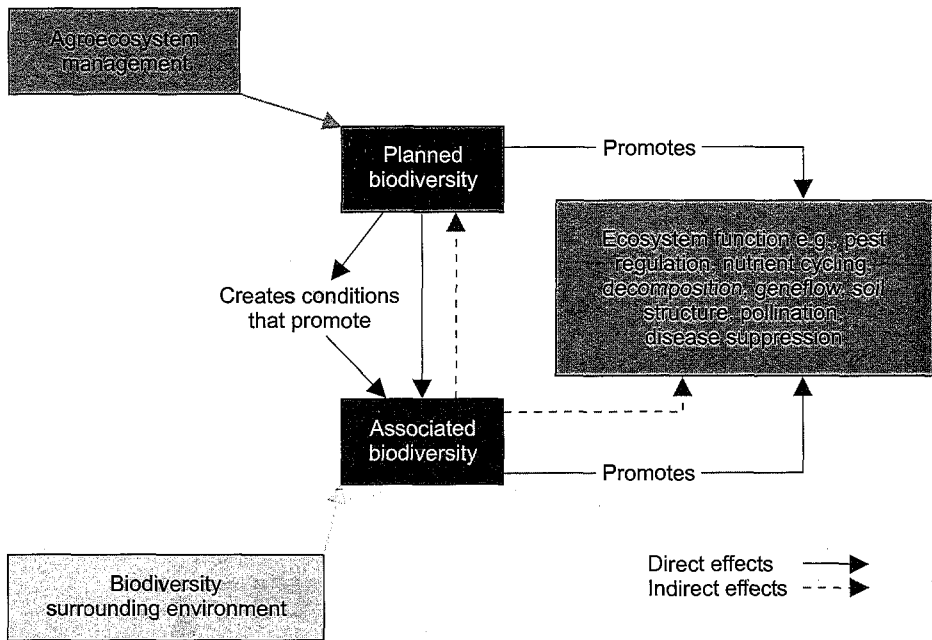 Agroecosystem
management
Planned
biodiversity
Promotes
Ecosystem function e.g., pest
regulation, nutrient cycling,
decomposition, geneflow, soil
structure, pollination,
disease suppression
Creates conditions
that promote
Associated
biodiversity
Promotes
Biodiversity
surrounding environment
Direct effects
Indirect effects